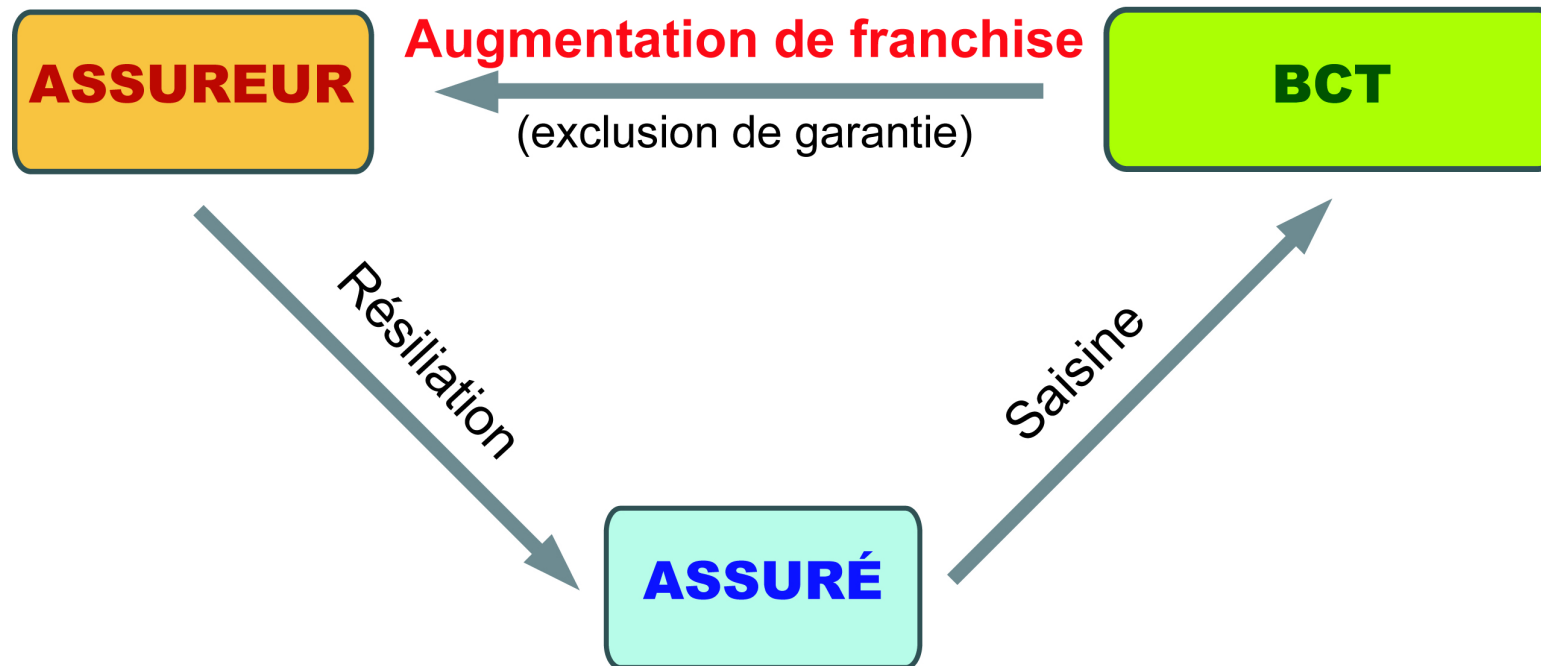 ASSUREUR
Augmentation de franchise
(exclusion de garantie)
BCT
Résiliation
Saisine
ASSURÉ